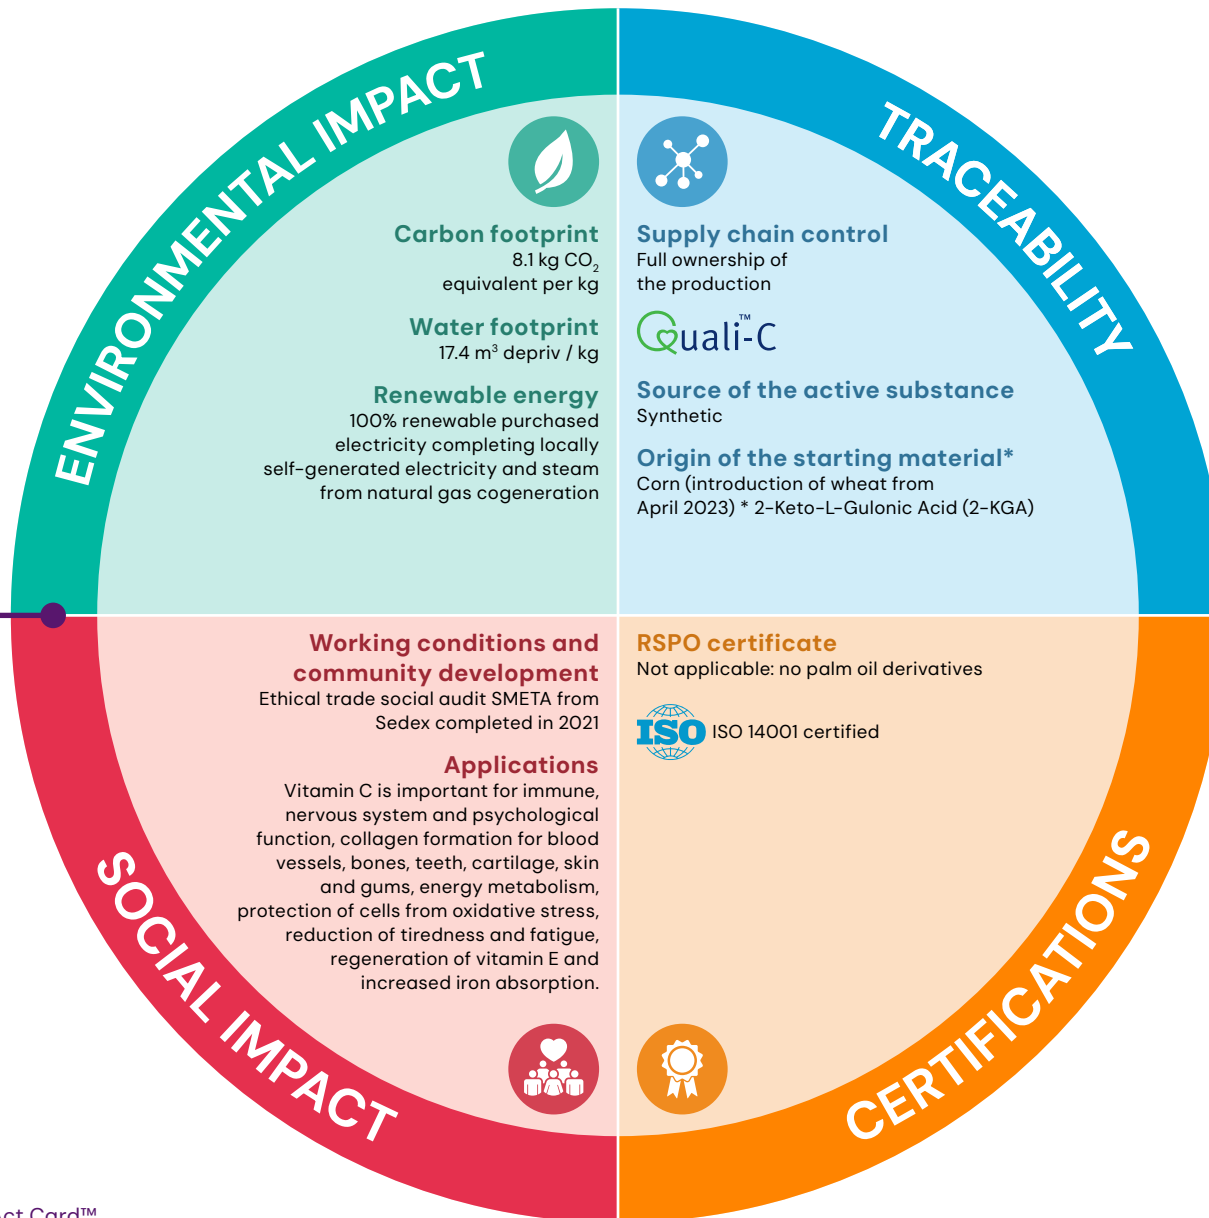 ENVIRONMENTAL IMPACT
Carbon footprint
8.1 kg CO₂
equivalent per kg
Water footprint
17.4 m³ depriv / kg
Renewable energy
100% renewable purchased
electricity completing locally
self-generated electricity and steam
from natural gas cogeneration
TRACEABILITY
Supply chain control
Full ownership of
the production
Quali™-C
Source of the active substance
Synthetic
Origin of the starting material*
Corn (introduction of wheat from
April 2023) * 2-Keto-L-Gulonic Acid (2-KGA)
SOCIAL IMPACT
Working conditions and
community development
Ethical trade social audit SMETA from
Sedex completed in 2021
Applications
Vitamin C is important for immune,
nervous system and psychological
function, collagen formation for blood
vessels, bones, teeth, cartilage, skin
and gums, energy metabolism,
protection of cells from oxidative stress,
reduction of tiredness and fatigue,
regeneration of vitamin E and
increased iron absorption.
CERTIFICATIONS
RSPO certificate
Not applicable: no palm oil derivatives
ISO
ISO 14001 certified
Card™